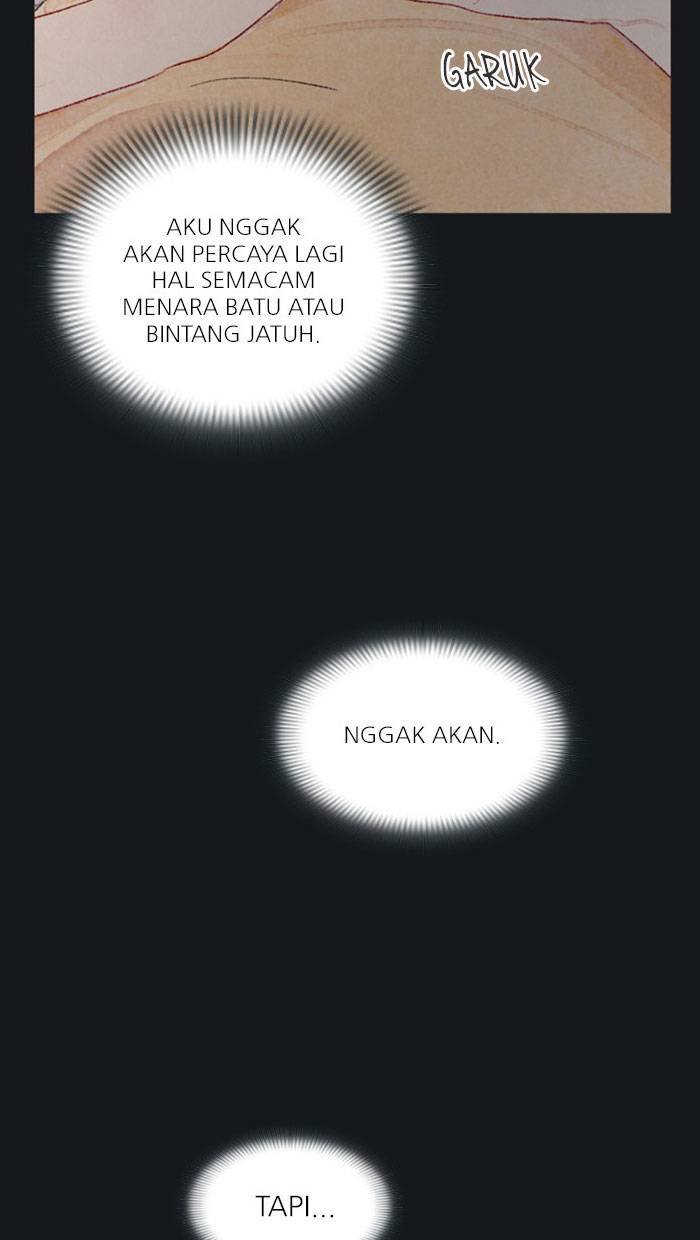 GARUK
AKU NGGAK
AKAN PERCAYA LAGI
HAL SEMACAM
MENARA BATU ATAU
BINTANG JATUH.
NGGAK AKAN.
TAPI...